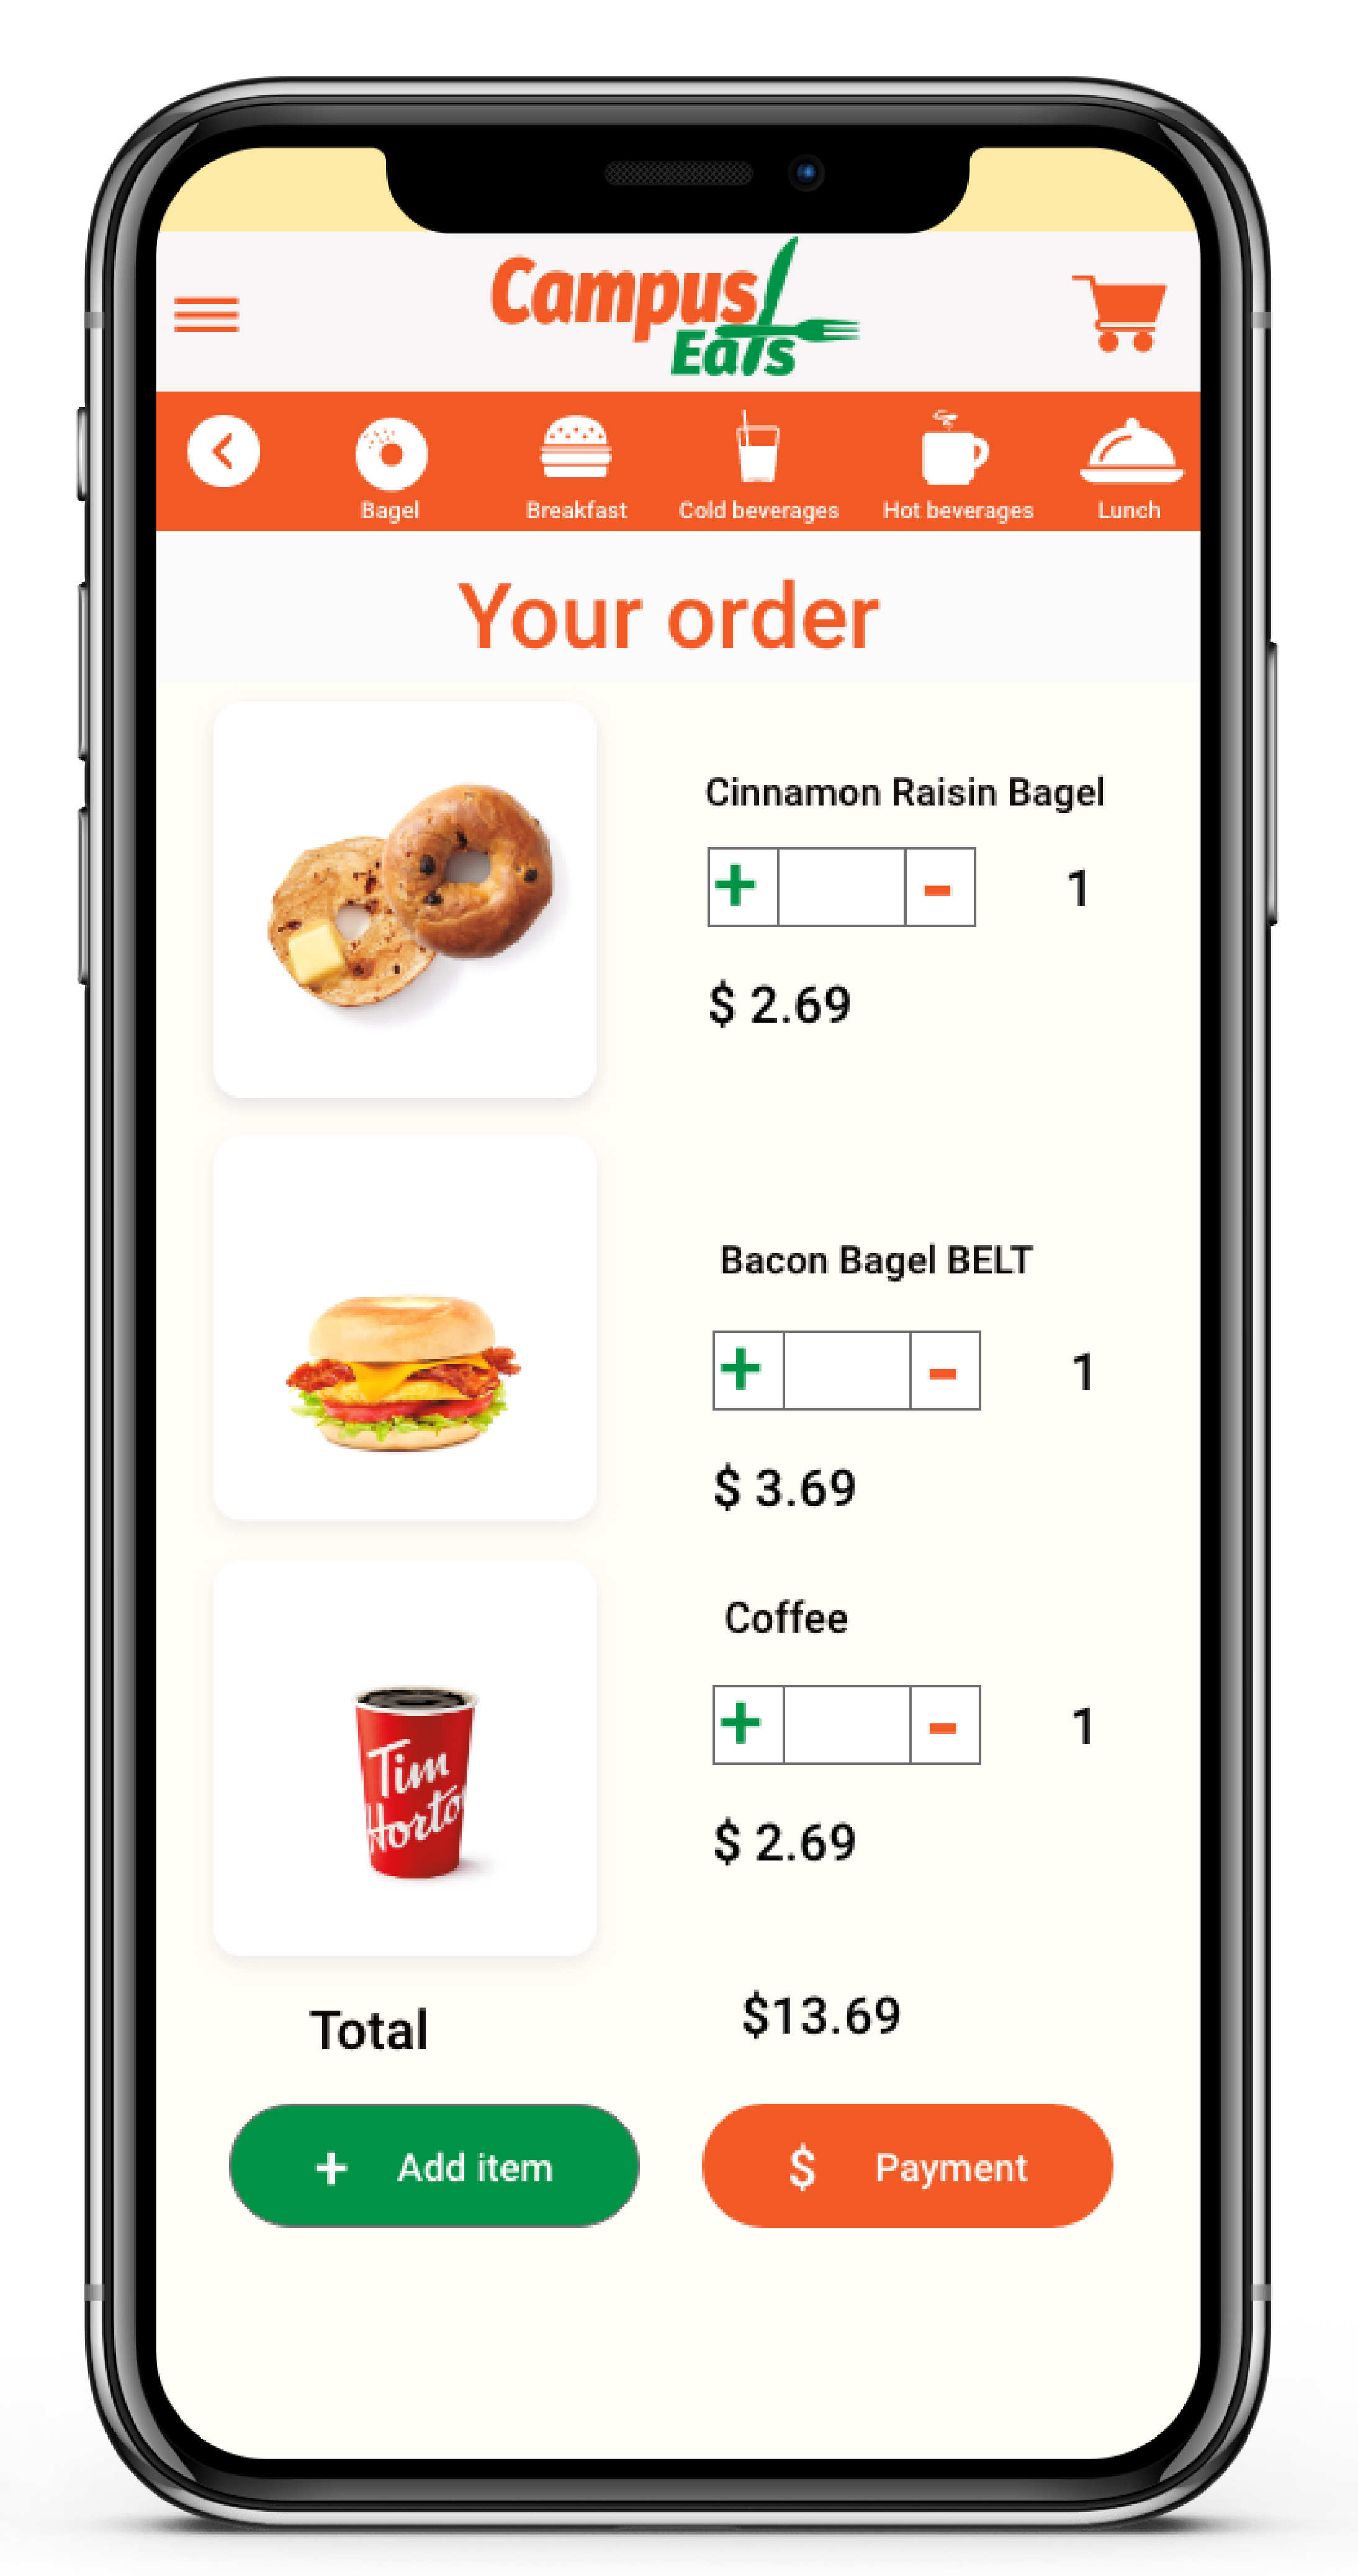 Campus
Eats
Bagel
Breakfast
Cold beverages
Hot beverages
Lunch
Your order
Cinnamon Raisin Bagel
+
-
1
$ 2.69
Bacon Bagel BELT
+
-
1
$ 3.69
Coffee
+
-
1
Tim
Horto
$ 2.69
Total
$13.69
+ Add item
$ Payment